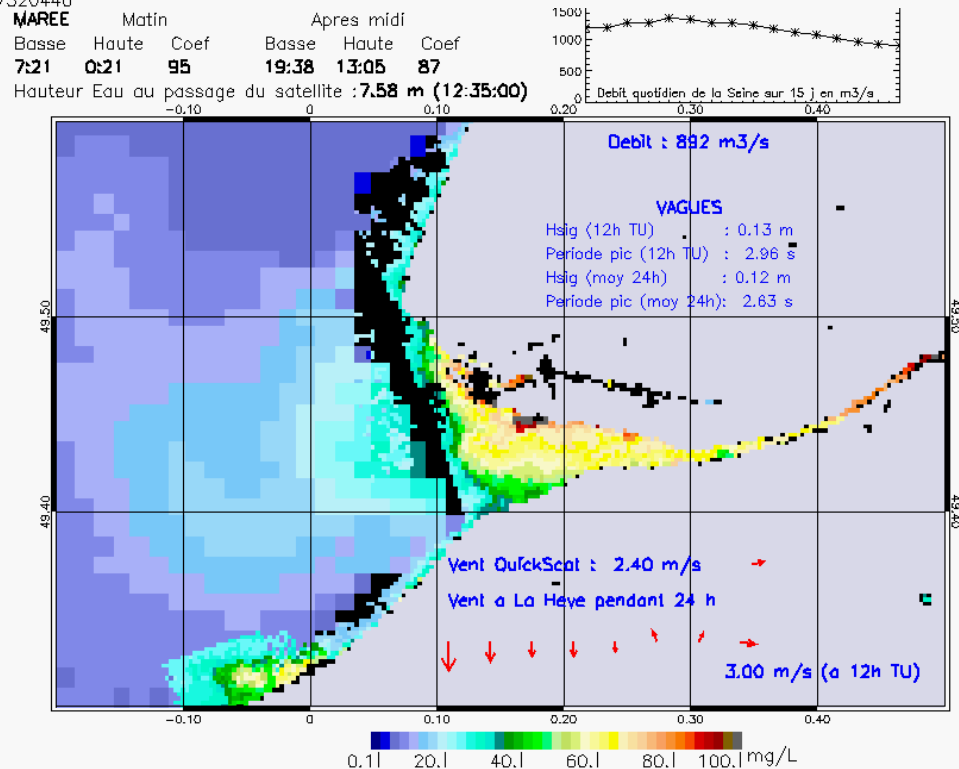 MAREE Matin Apres midi
Basse Haute Coef Basse Haute Coef
7:21 0:21 95 19:38 13:05 87
Hauteur Eau au passage du satellite : 7.58 m (12:35:00)
1500
1000
500
0
Debit quotidien de la Seine sur 15 j en m3/s
-0.10 0 0.10 0.20 0.30 0.40
Debit : 892 m3/s
VAGUES
Hsig (12h TU) : 0.13 m
Periode pic (12h TU) : 2.96 s
Hsig (moy 24h) : 0.12 m
Periode pic (moy 24h): 2.63 s
49.50 49.50
49.40 49.40
Vent QuickScat : 2.40 m/s
Vent a La Heve pendant 24 h
3.00 m/s (a 12h TU)
-0.10 0 0.10 0.20 0.30 0.40
0.1| 20.| 40.| 60.| 80.| 100.| mg/L